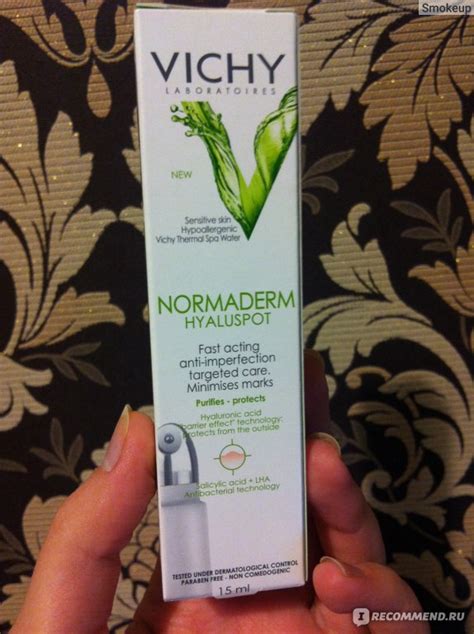 Smokeup
VICHY
LABORATOIRES
NEW
Sensitive skin
Hypoallergenic
Vichy Thermal Spa Water
NORMADERM
HYALUSPOT
Fast acting
anti-imperfection
targeted care.
Minimises marks
Purifies - protects
Hyaluronic acid
"barrier effect" technology:
protects from the outside
Salicylic acid + LHA
Antibacterial technology
TESTED UNDER DERMATOLOGICAL CONTROL
PARABEN FREE - NON COMEDOGENIC
15 ml
IRECOMMEND.RU